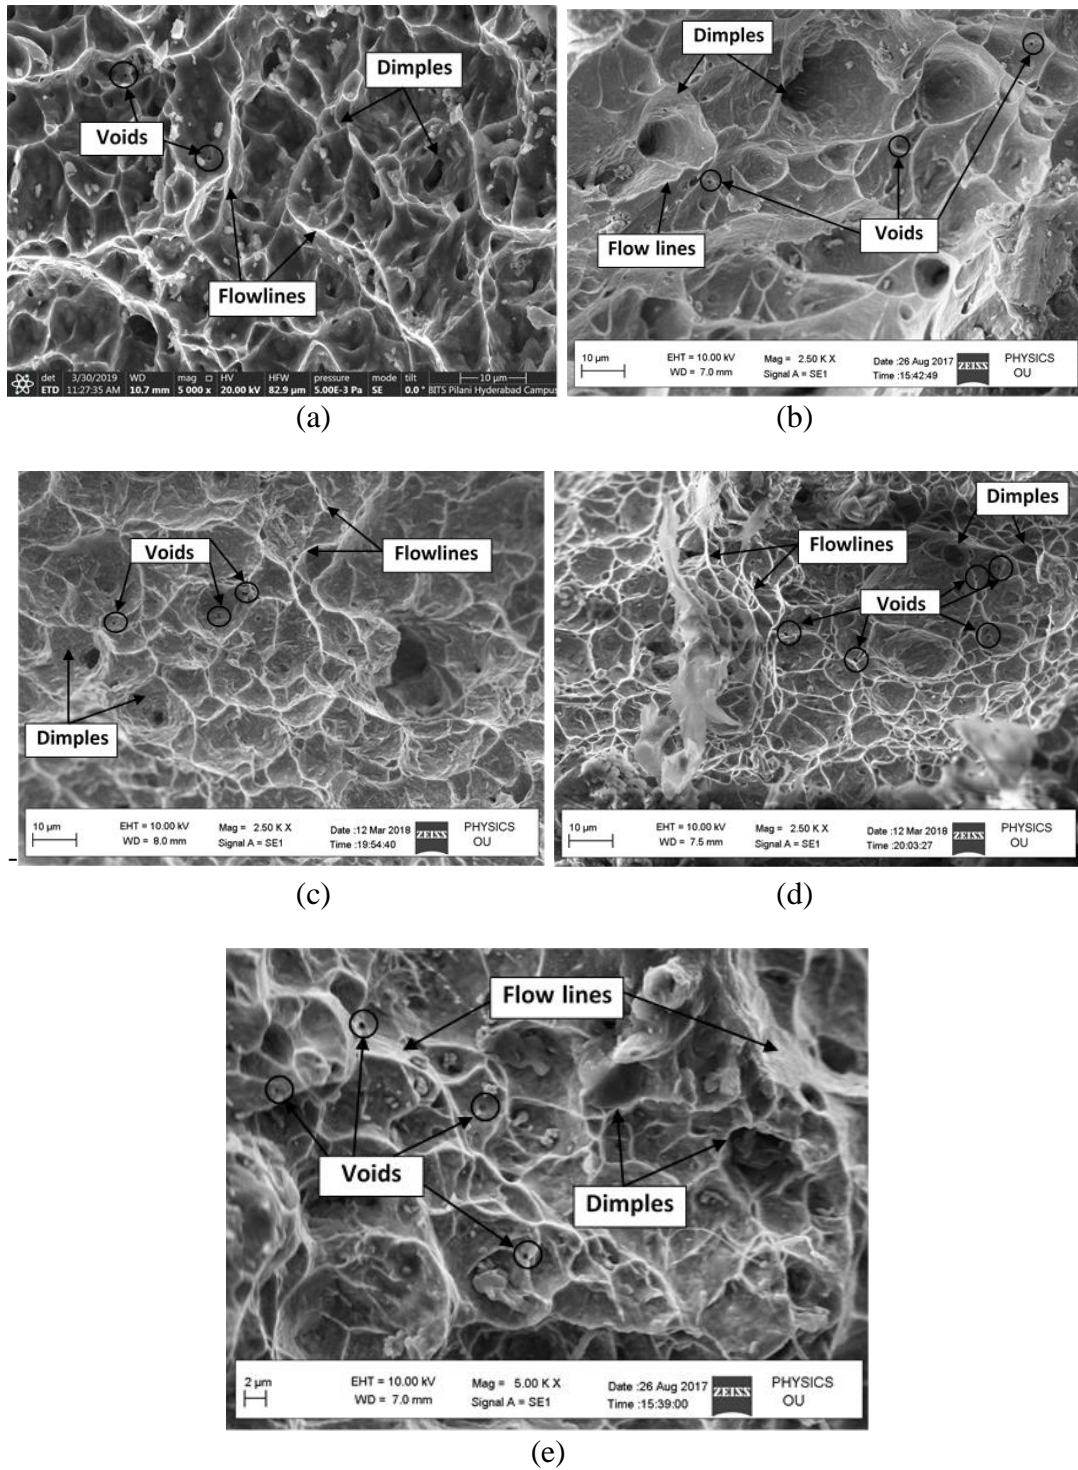 Dimples
Voids
Flowlines
det 3/30/2019 WD mag □ HV HFW pressure mode tilt 10 µm
ETD 11:27:35 AM 10.7 mm 5 000 x 20.00 kV 82.9 µm 5.00E-3 Pa SE 0.0 ° BITS Pilani Hyderabad Campus
(a)
Dimples
Flow lines
Voids
10 µm EHT = 10.00 kV Mag = 2.50 K X Date :26 Aug 2017 PHYSICS
WD = 7.0 mm Signal A = SE1 Time :15:42:49 ZEISS OU
(b)
Voids
Flowlines
Dimples
10 µm EHT = 10.00 kV Mag = 2.50 K X Date :12 Mar 2018 PHYSICS
WD = 8.0 mm Signal A = SE1 Time :19:54:40 ZEISS OU
(c)
Dimples
Flowlines
Voids
10 µm EHT = 10.00 kV Mag = 2.50 K X Date :12 Mar 2018 PHYSICS
WD = 7.5 mm Signal A = SE1 Time :20:03:27 ZEISS OU
(d)
Flow lines
Voids
Dimples
2 µm EHT = 10.00 kV Mag = 5.00 K X Date :26 Aug 2017 PHYSICS
WD = 7.0 mm Signal A = SE1 Time :15:39:00 ZEISS OU
(e)